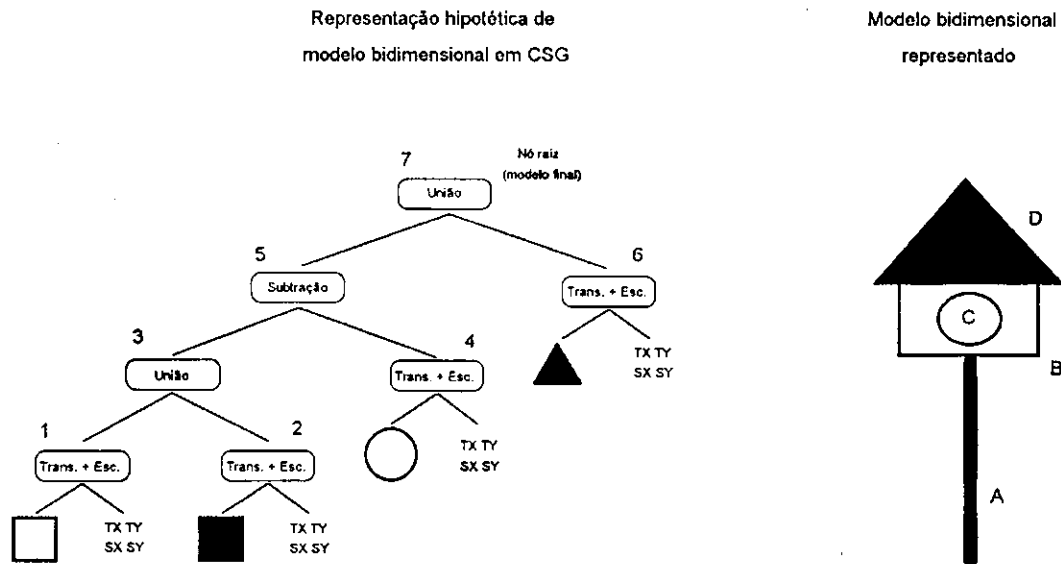 Representação hipotética de
modelo bidimensional em CSG
Modelo bidimensional
representado
7
Nó raiz
(modelo final)
União
5
Subtração
6
Trans. + Esc.
3
União
4
Trans. + Esc.
TX TY
SX SY
1
Trans. + Esc.
2
Trans. + Esc.
TX TY
SX SY
TX TY
SX SY
TX TY
SX SY
D
C
B
A